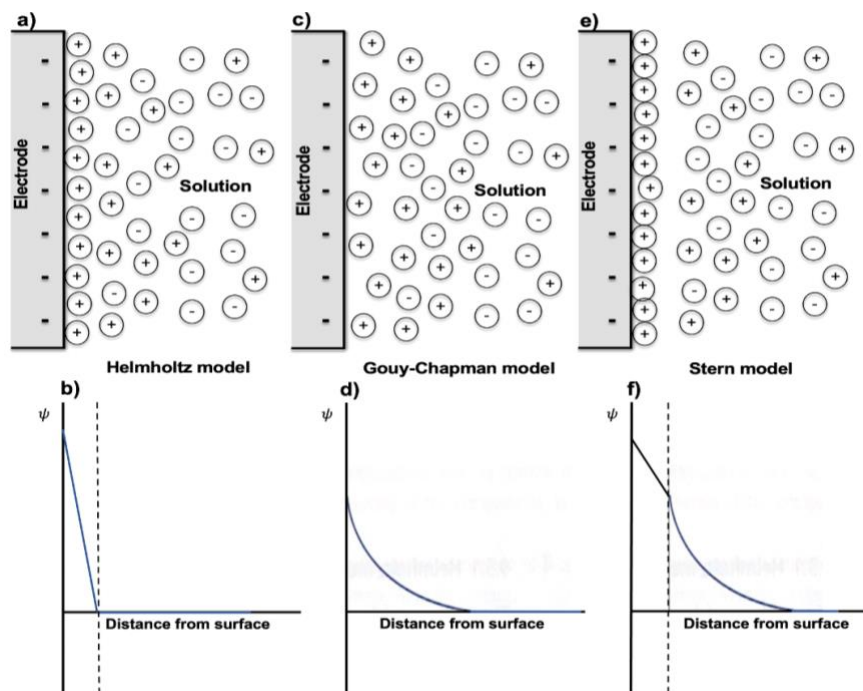 a)
c)
e)
Electrode
Solution
Electrode
Solution
Electrode
Solution
Helmholtz model
Gouy-Chapman model
Stern model
b)
d)
f)
ψ
ψ
ψ
Distance from surface
Distance from surface
Distance from surface